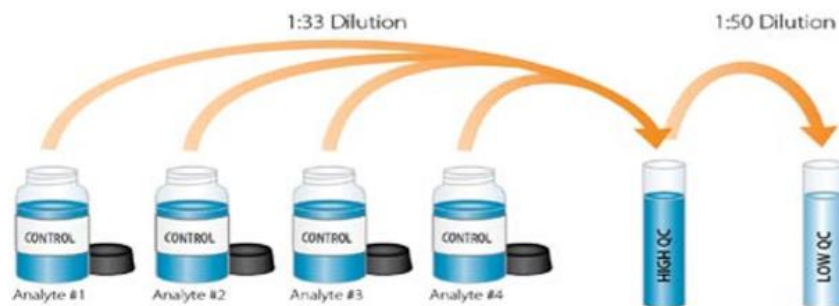 1:33 Dilution
1:50 Dilution
CONTROL
CONTROL
CONTROL
CONTROL
HIGH QC
LOW QC
Analyte #1
Analyte #2
Analyte #3
Analyte #4